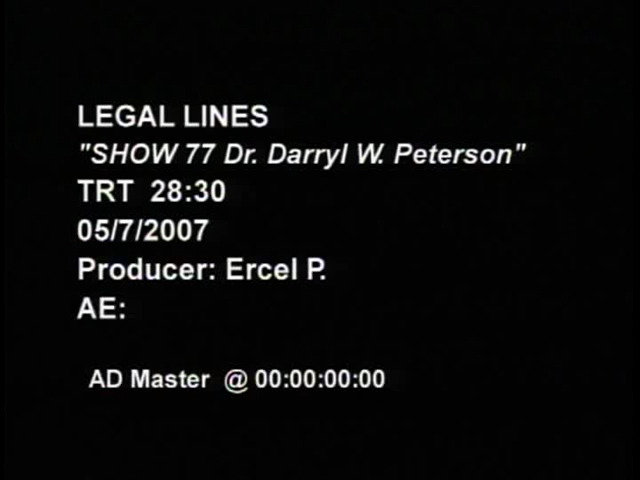 LEGAL LINES
"SHOW 77 Dr. Darryl W. Peterson"
TRT 28:30
05/7/2007
Producer: Ercel P.
AE:
AD Master @ 00:00:00:00